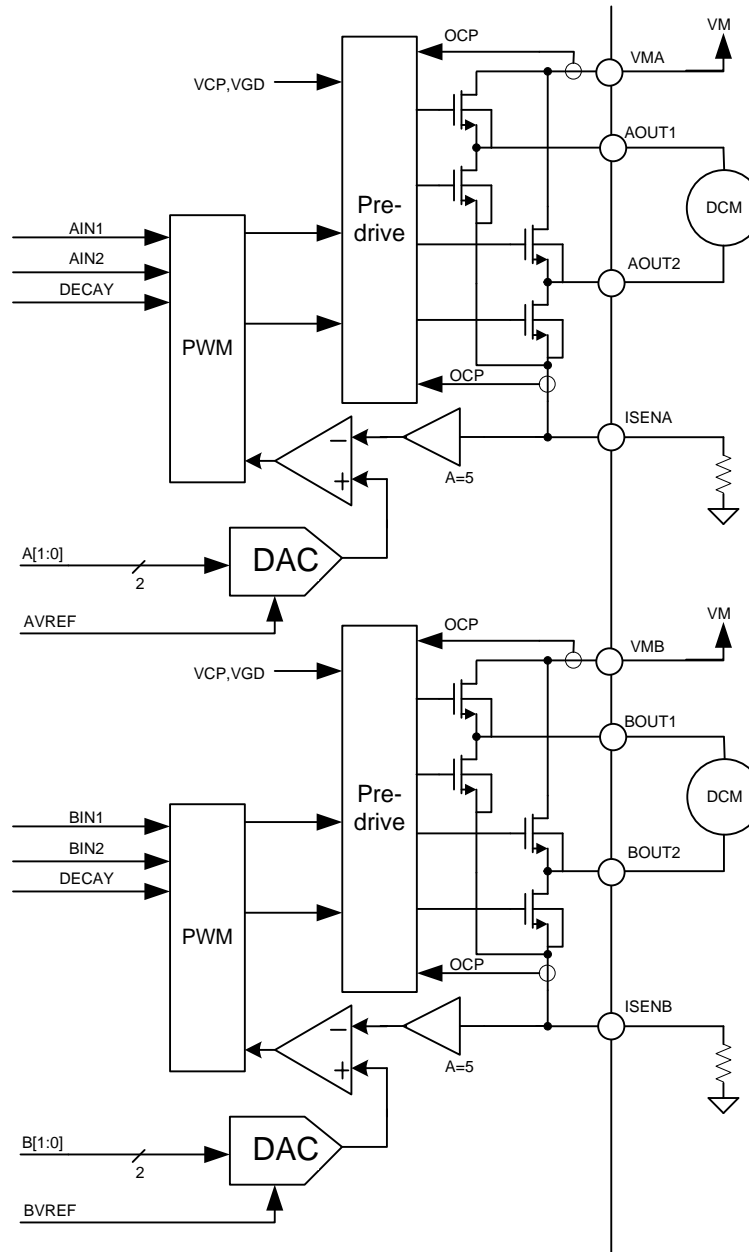 OCP
VM
VMA
VCP,VGD
AOUT1
Pre-
drive
DCM
AIN1
AIN2
DECAY
AOUT2
PWM
OCP
ISENA
−
+
A=5
A[1:0]
2
DAC
AVREF
OCP
VM
VMB
VCP,VGD
BOUT1
Pre-
drive
DCM
BIN1
BIN2
DECAY
BOUT2
PWM
OCP
ISENB
−
+
A=5
B[1:0]
2
DAC
BVREF